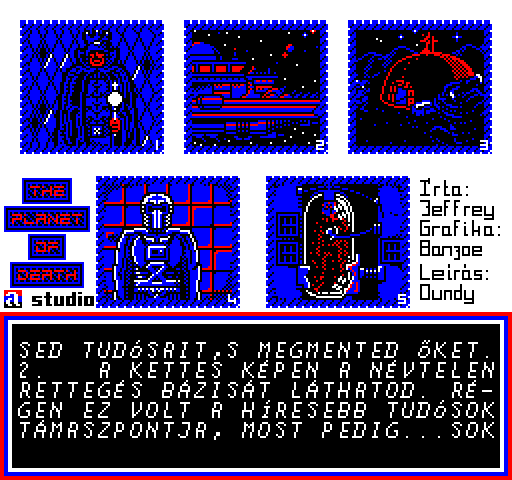 1
2
3
THE
PLANET
OF
DEATH
a studio
4
5
Írta:
Jeffrey
Grafika:
Bonzoe
Leírás:
Dundy
SED TUDÓSAIT,S MEGMENTED ŐKET.
2. A KETTES KÉPEN A NÉVTELEN
RETTEGÉS BÁZISÁT LÁTHATOD. RÉ-
GEN EZ VOLT A HÍRESEBB TUDÓSOK
TÁMASZPONTJA, MOST PEDIG...SOK